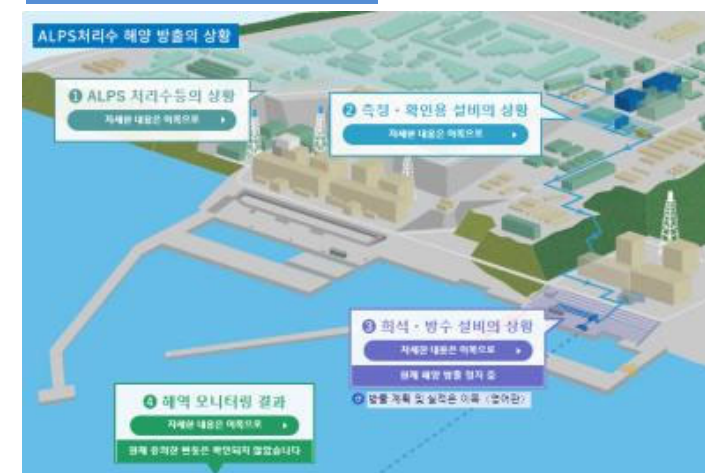 ALPS처리수 해양 방출의 상황
❶ ALPS 처리수등의 상황
자세한 내용은 이쪽으로
❷ 측정・확인용 설비의 상황
자세한 내용은 이쪽으로
❸ 희석・방수 설비의 상황
자세한 내용은 이쪽으로
현재 해양 방출 정지 중
방출 계획 및 실적은 이쪽 (영어판)
❹ 해역 모니터링 결과
자세한 내용은 이쪽으로
현재 유의한 변동은 확인되지 않았습니다